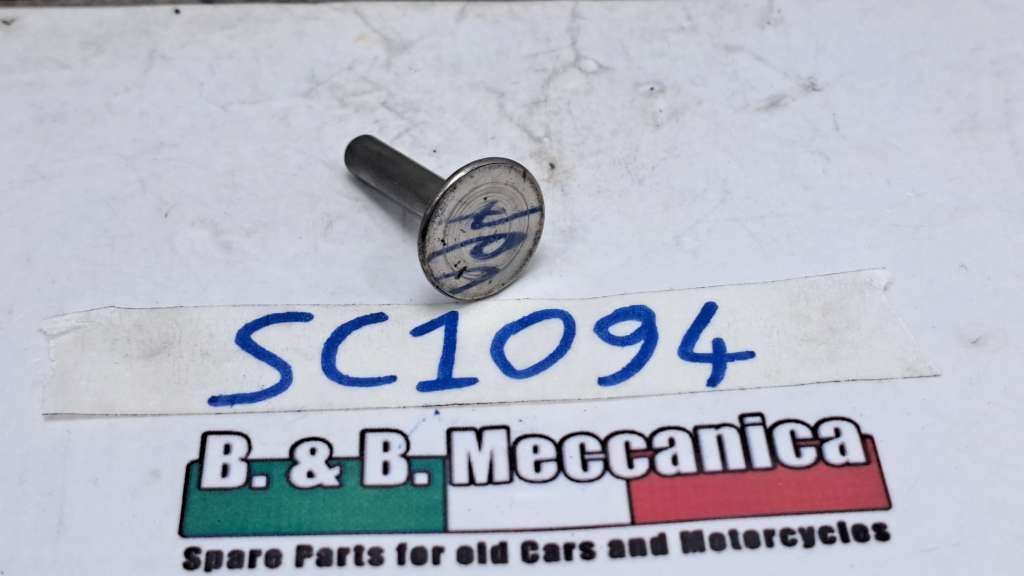 SC1094
B. & B. Meccanica
Spare Parts for old Cars and Motorcycles